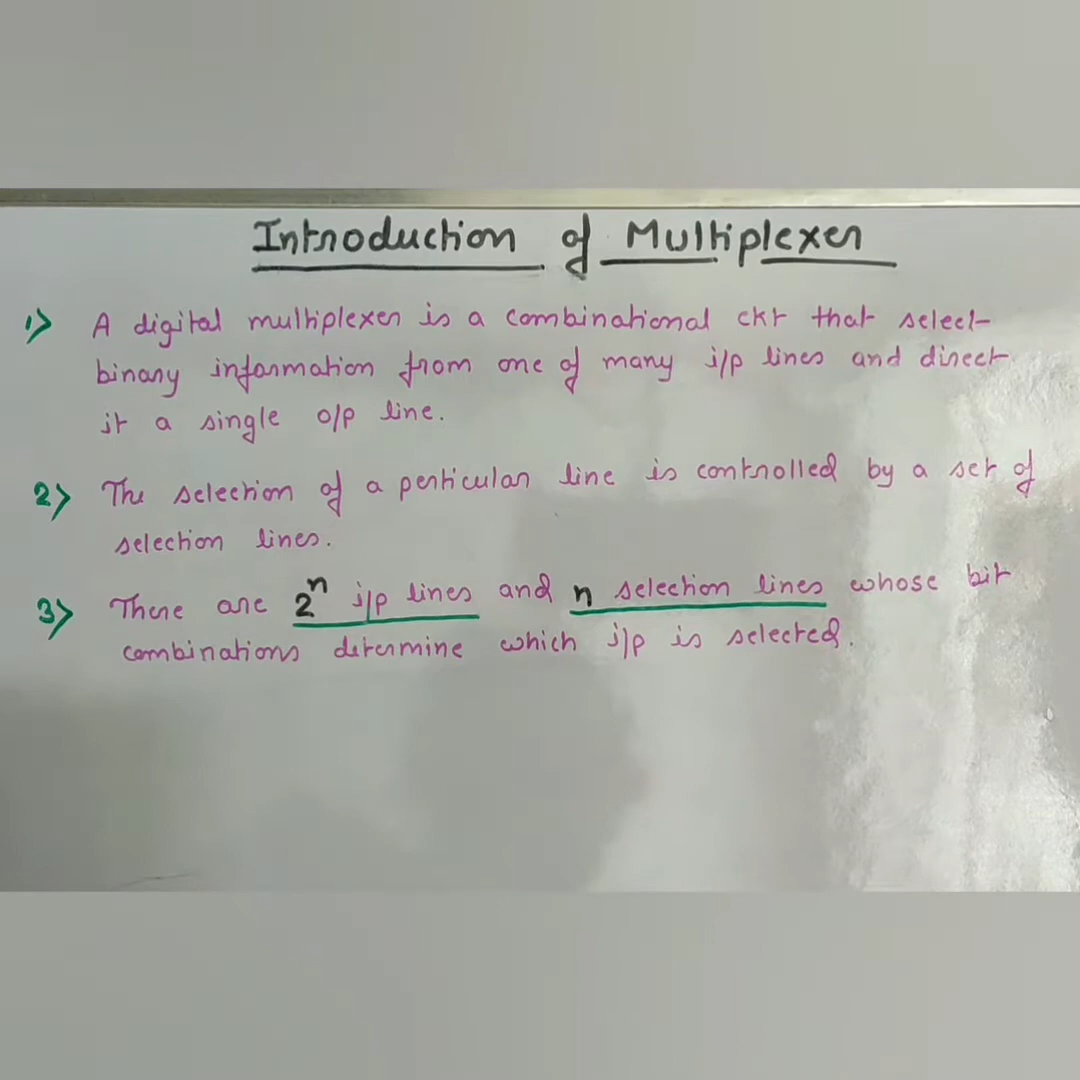 Introduction of Multiplexer
1) A digital multiplexer is a combinational ckt that select
binary information from one of many i/p lines and direct
it a single o/p line.
2) The selection of a perticular line is controlled by a set of
selection lines.
3) There are 2ⁿ i/p lines and n selection lines whose bit
combinations determine which i/p is selected.